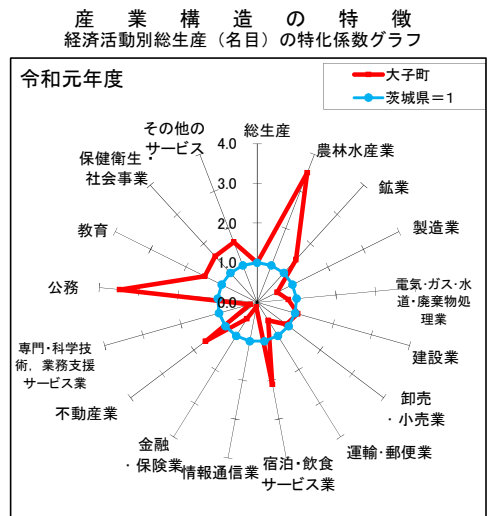 産業構造の特徴
経済活動別総生産（名目）の特化係数グラフ
令和元年度
大子町
茨城県＝1
総生産
農林水産業
鉱業
製造業
電気･ガス･水
道･廃棄物処
理業
建設業
卸売
・小売業
運輸･郵便業
宿泊・飲食
サービス業
情報通信業
金融
・保険業
不動産業
専門・科学技
術，業務支援
サービス業
公務
教育
保健衛生・
社会事業
その他の
サービス
4.0
3.0
2.0
1.0
0.0